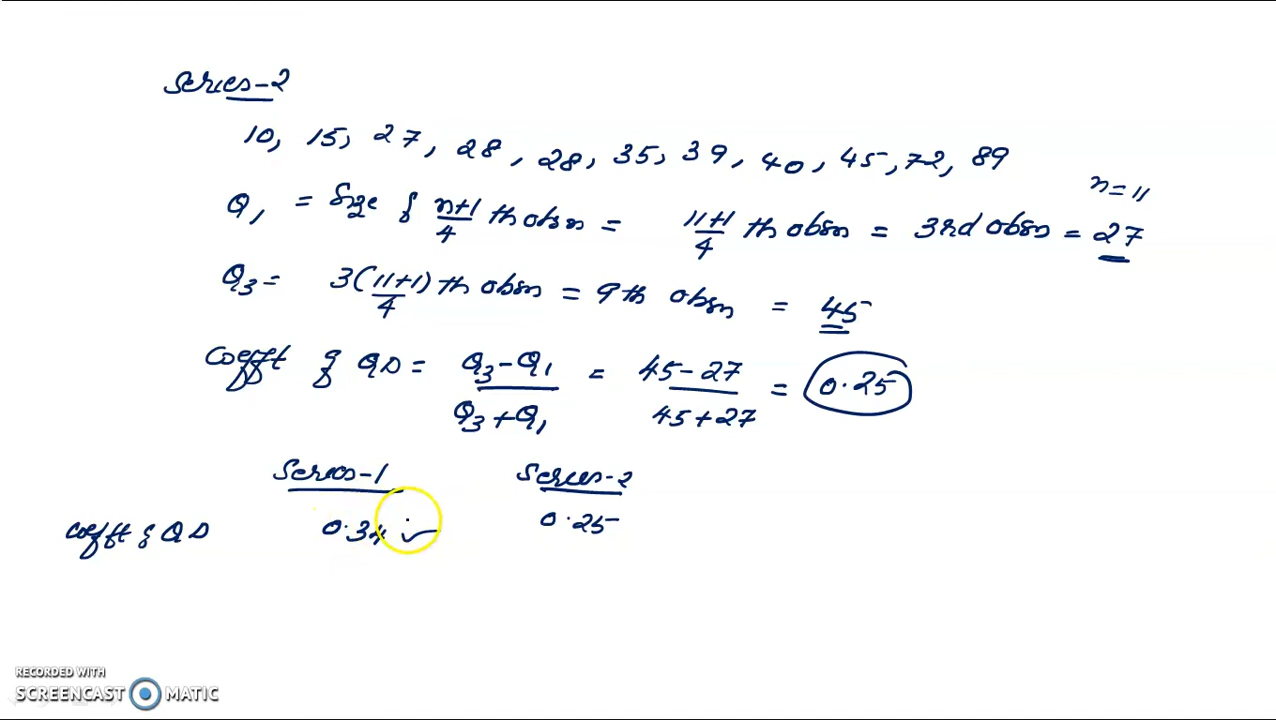 Series-2
10, 15, 27, 28, 28, 35, 39, 40, 45, 72, 89
n = 11
Q1 = Size of n+1/4 th obsn = 11+1/4 th obsn = 3rd obsn = 27
Q3 = 3(11+1)/4 th obsn = 9th obsn = 45
Coefft of QD = Q3-Q1/Q3+Q1 = 45-27/45+27 = 0.25
Series-1 Series-2
Coefft of QD 0.34 ✓ 0.25
RECORDED WITH
SCREENCAST MATIC